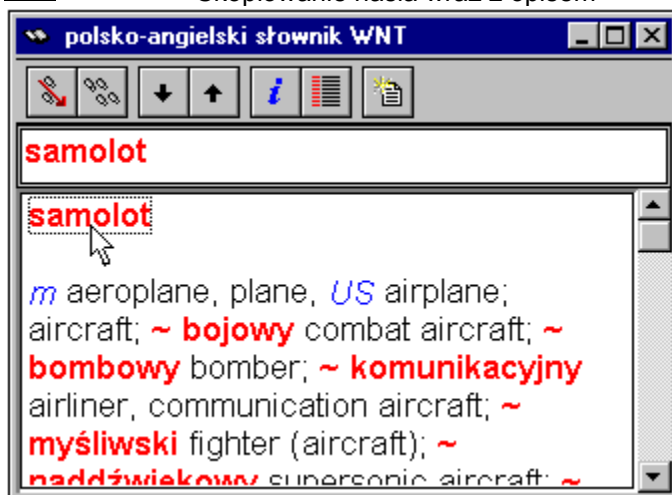 Skopiowanie hasła wraz z opisem
polsko-angielski słownik WNT
samolot
samolot
m aeroplane, plane, US airplane;
aircraft; ~ bojowy combat aircraft; ~
bombowy bomber; ~ komunikacyjny
airliner, communication aircraft; ~
myśliwski fighter (aircraft); ~
naddźwiękowy supersonic aircraft; ~